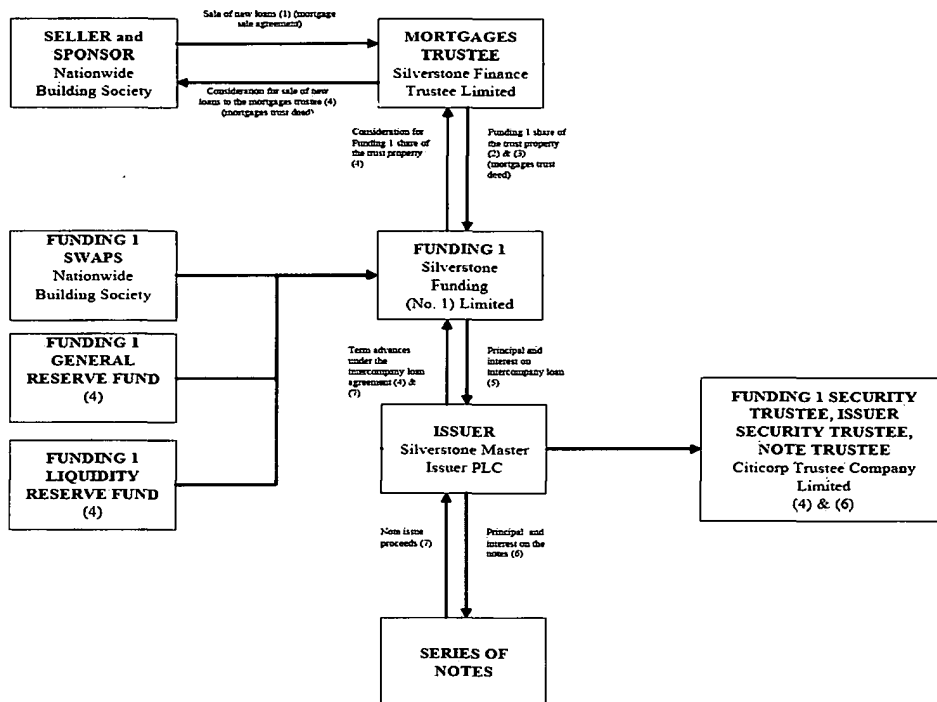 Sale of new loans (1) (mortgage
sale agreement)
SELLER and
SPONSOR
Nationwide
Building Society
MORTGAGES
TRUSTEE
Silverstone Finance
Trustee Limited
Consideration for sale of new
loans to the mortgages trustee (4)
(mortgages trust deed)
Consideration for
Funding 1 share of
the trust property
(4)
Funding 1 share of
the trust property
(2) & (3)
(mortgages trust
deed)
FUNDING 1
SWAPS
Nationwide
Building Society
FUNDING 1
Silverstone
Funding
(No. 1) Limited
FUNDING 1
GENERAL
RESERVE FUND
(4)
Term advances
under the
intercompany loan
agreement (4) &
(7)
Principal and
interest on
intercompany loan
(5)
FUNDING 1
LIQUIDITY
RESERVE FUND
(4)
ISSUER
Silverstone Master
Issuer PLC
FUNDING 1 SECURITY
TRUSTEE, ISSUER
SECURITY TRUSTEE,
NOTE TRUSTEE
Citicorp Trustee Company
Limited
(4) & (6)
Note issue
proceeds (7)
Principal and
interest on the
notes (6)
SERIES OF
NOTES